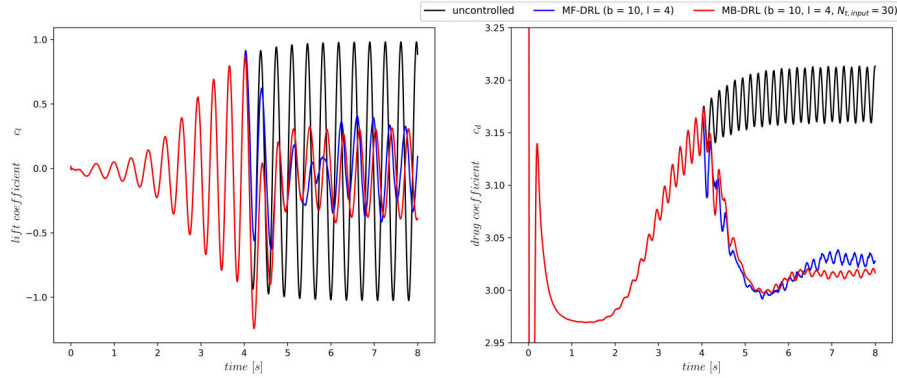 uncontrolled MF-DRL (b = 10, l = 4) MB-DRL (b = 10, l = 4, N_{t, input} = 30)
1.0
0.5
0.0
−0.5
−1.0
lift coefficient c_l
0 1 2 3 4 5 6 7 8
time [s]
3.20
3.15
3.10
3.05
3.00
2.95
drag coefficient c_d
0 1 2 3 4 5 6 7 8
time [s]